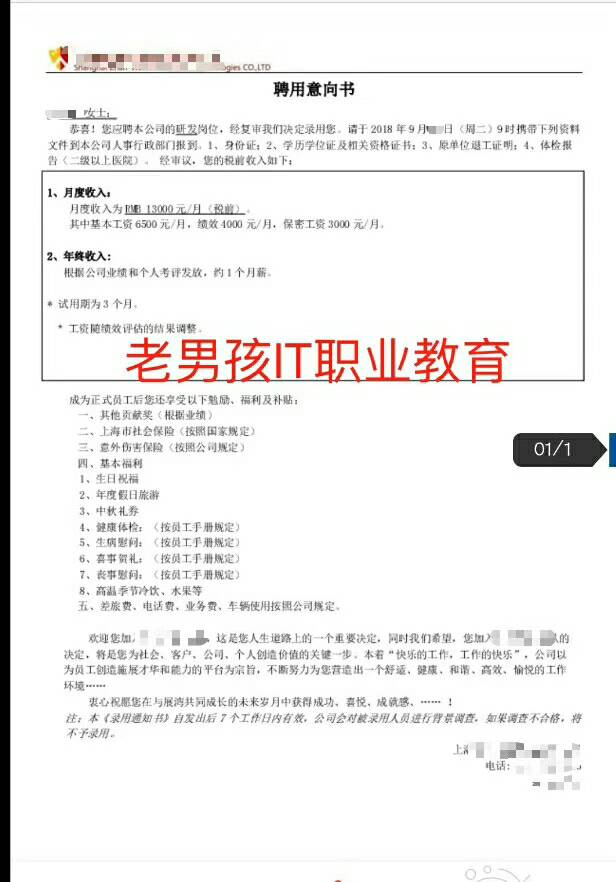 Shanghai
ogies CO.,LTD
聘用意向书
女士：
恭喜！您应聘本公司的研发岗位，经复审我们决定录用您。请于 2018 年 9 月 日（周二）9时携带下列资料
文件到本公司人事行政部门报到。1、身份证；2、学历学位证及相关资格证书；3、原单位退工证明；4、体检报
告（二级以上医院）。 经审议，您的税前收入如下：
1、月度收入：
月度收入为RMB 13000元/月（税前）。
其中基本工资6500元/月，绩效4000元/月，保密工资3000元/月。
2、年终收入：
根据公司业绩和个人考评发放，约1个月薪。
* 试用期为3个月。
* 工资随绩效评估的结果调整。
老男孩IT职业教育
成为正式员工后您还享受以下勉励、福利及补贴：
一、其他贡献奖（根据业绩）
二、上海市社会保险（按照国家规定）
三、意外伤害保险（按照公司规定）
01/1
四、基本福利
1、生日祝福
2、年度假日旅游
3、中秋礼券
4、健康体检：（按员工手册规定）
5、生病慰问：（按员工手册规定）
6、喜事贺礼：（按员工手册规定）
7、丧事慰问：（按员工手册规定）
8、高温季节冷饮、水果等
五、差旅费、电话费、业务费、车辆使用按照公司规定。
欢迎您加 ，这是您人生道路上的一个重要决定，同时我们希望，您加入 的
决定，将是您为社会、客户、公司、个人创造价值的关键一步。本着“快乐的工作，工作的快乐”，公司以
为员工创造施展才华和能力的平台为宗旨，不断努力为您营造出一个舒适、健康、和谐、高效、愉悦的工作
环境……
衷心祝愿您在与展湾共同成长的未来岁月中获得成功、喜悦、成就感、…… ！
注：本《录用通知书》自发出后 7 个工作日内有效，公司会对被录用人员进行背景调查，如果调查不合格，将
不予录用。
上海
电话：